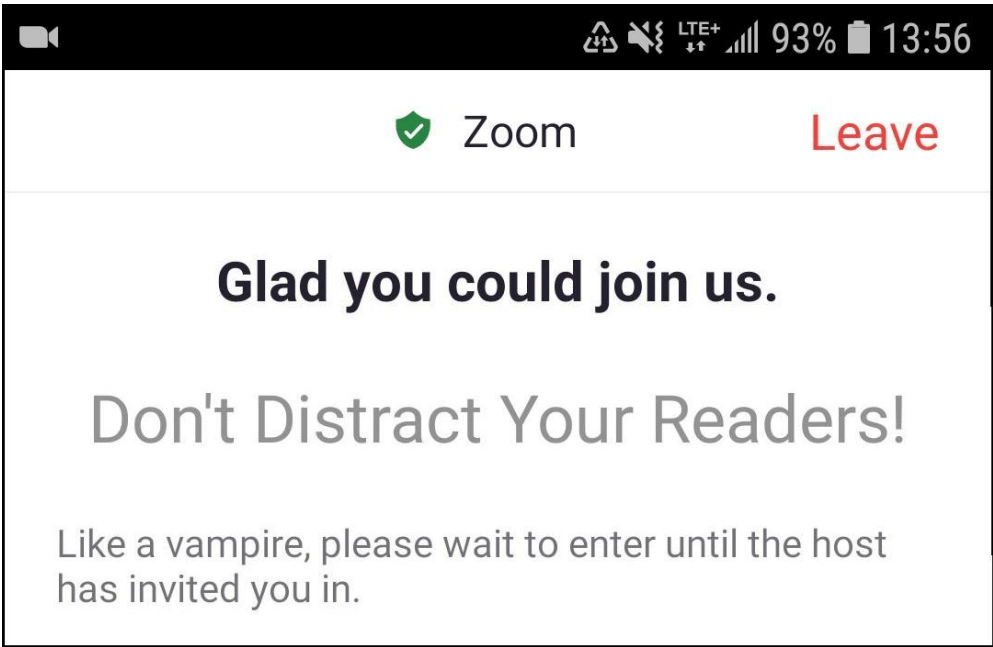 LTE+ 93% 13:56
Zoom Leave
Glad you could join us.
Don't Distract Your Readers!
Like a vampire, please wait to enter until the host
has invited you in.